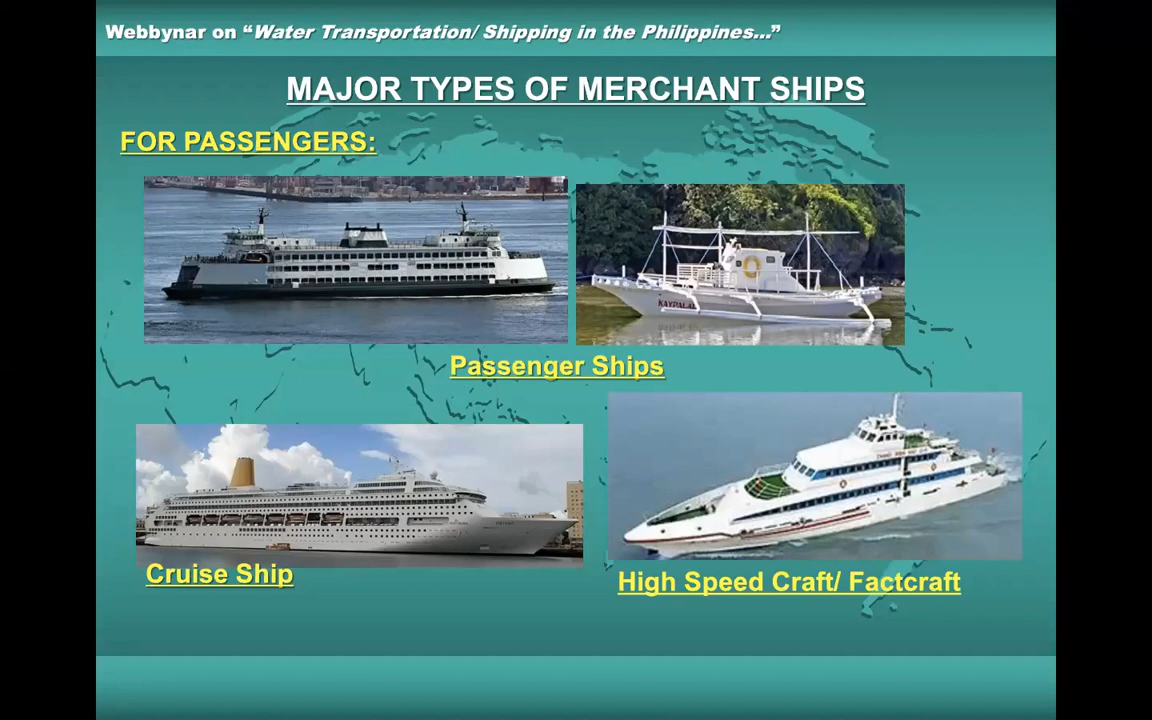 Webbynar on “Water Transportation/ Shipping in the Philippines…”
MAJOR TYPES OF MERCHANT SHIPS
FOR PASSENGERS:
Passenger Ships
Cruise Ship
High Speed Craft/ Factcraft